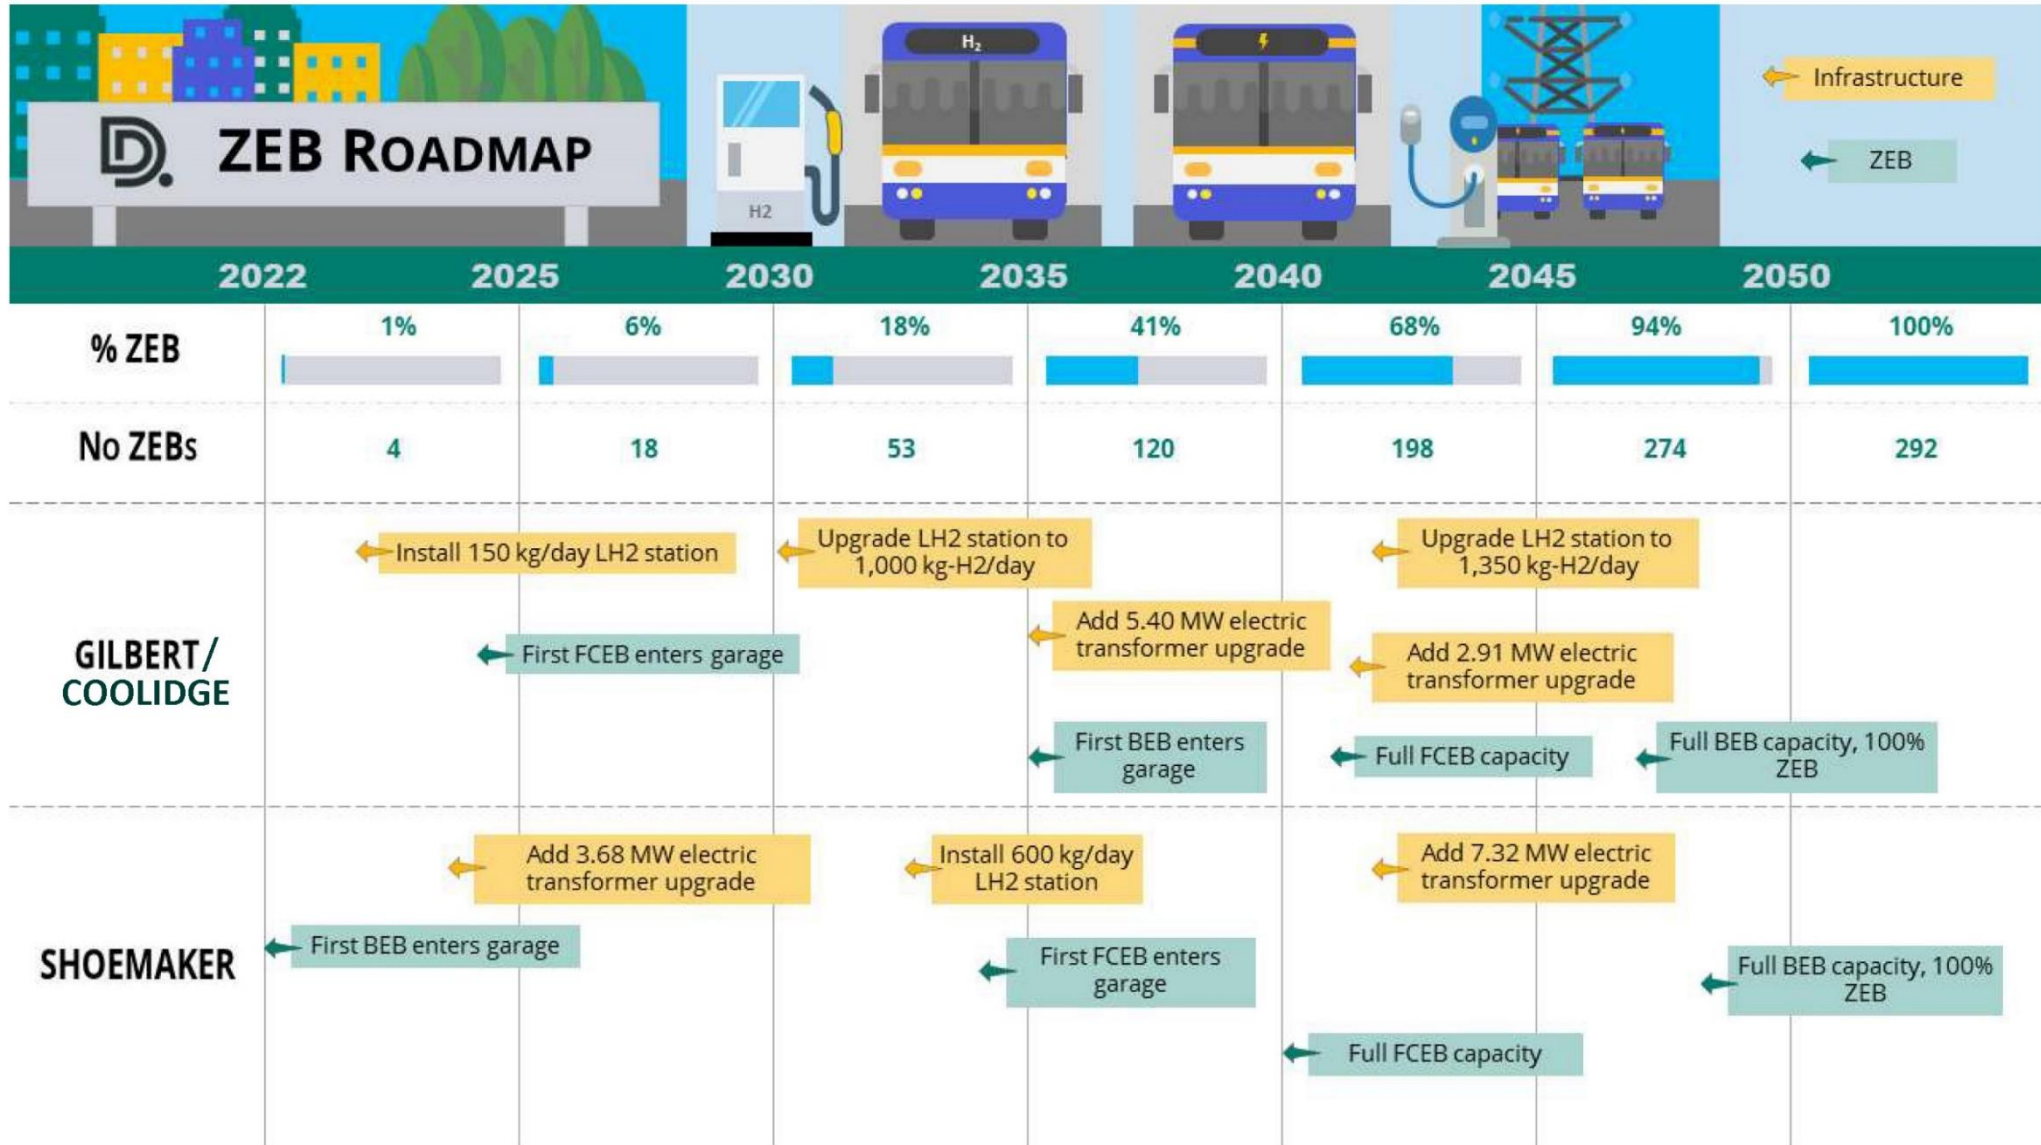 H2
Infrastructure
D. ZEB ROADMAP
ZEB
H2
2022 2025 2030 2035 2040 2045 2050
% ZEB 1% 6% 18% 41% 68% 94% 100%
No ZEBs 4 18 53 120 198 274 292
GILBERT/
COOLIDGE
Install 150 kg/day LH2 station
Upgrade LH2 station to
1,000 kg-H2/day
Upgrade LH2 station to
1,350 kg-H2/day
First FCEB enters garage
Add 5.40 MW electric
transformer upgrade
Add 2.91 MW electric
transformer upgrade
First BEB enters
garage
Full FCEB capacity
Full BEB capacity, 100%
ZEB
SHOEMAKER
Add 3.68 MW electric
transformer upgrade
Install 600 kg/day
LH2 station
Add 7.32 MW electric
transformer upgrade
First BEB enters garage
First FCEB enters
garage
Full BEB capacity, 100%
ZEB
Full FCEB capacity